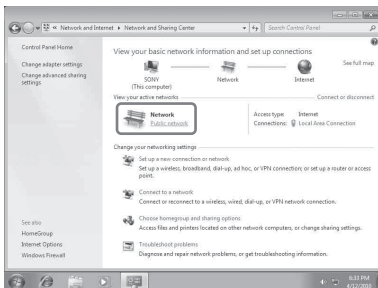 Network and Internet ▸ Network and Sharing Center
Search Control Panel
Control Panel Home
Change adapter settings
Change advanced sharing
settings
See also
HomeGroup
Internet Options
Windows Firewall
View your basic network information and set up connections
See full map
SONY
(This computer)
Network
Internet
View your active networks
Connect or disconnect
Network
Public network
Access type: Internet
Connections: Local Area Connection
Change your networking settings
Set up a new connection or network
Set up a wireless, broadband, dial-up, ad hoc, or VPN connection; or set up a router or access
point.
Connect to a network
Connect or reconnect to a wireless, wired, dial-up, or VPN network connection.
Choose homegroup and sharing options
Access files and printers located on other network computers, or change sharing settings.
Troubleshoot problems
Diagnose and repair network problems, or get troubleshooting information.
6:33 PM
4/12/2010